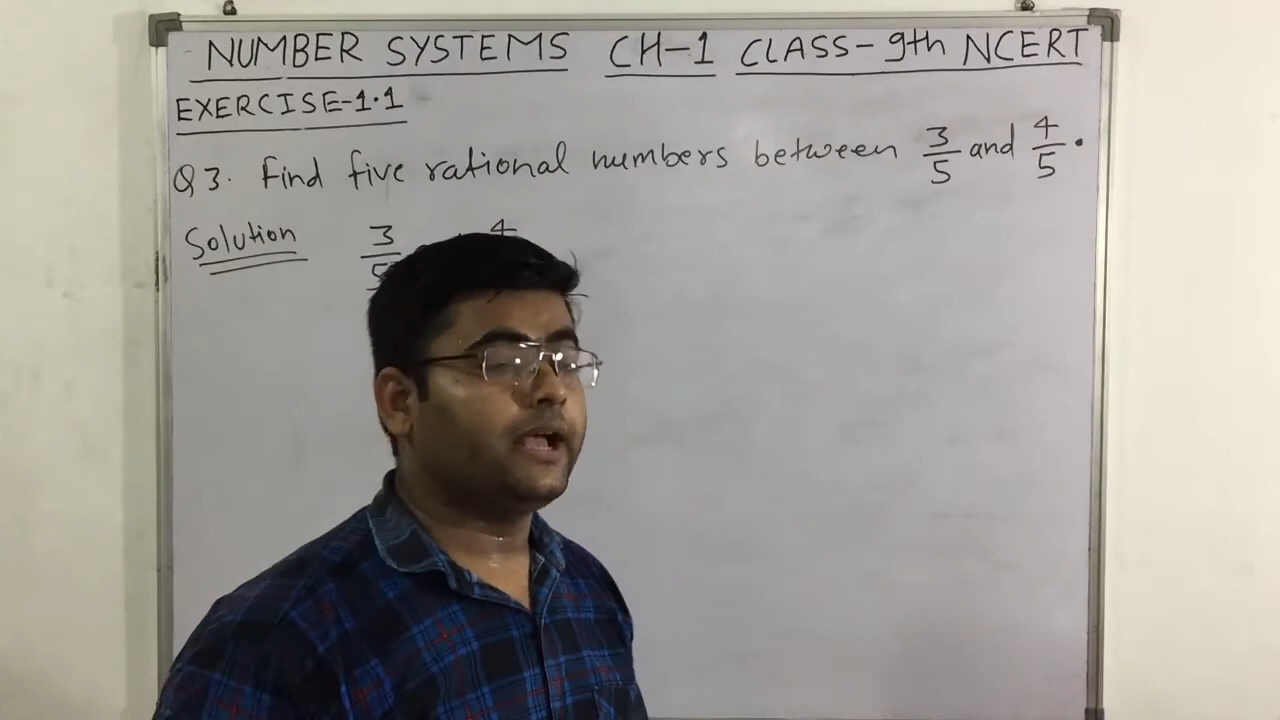 NUMBER SYSTEMS CH-1 CLASS-9th NCERT
EXERCISE-1.1
Q3. Find five rational numbers between 3/5 and 4/5.
Solution 3/5 4